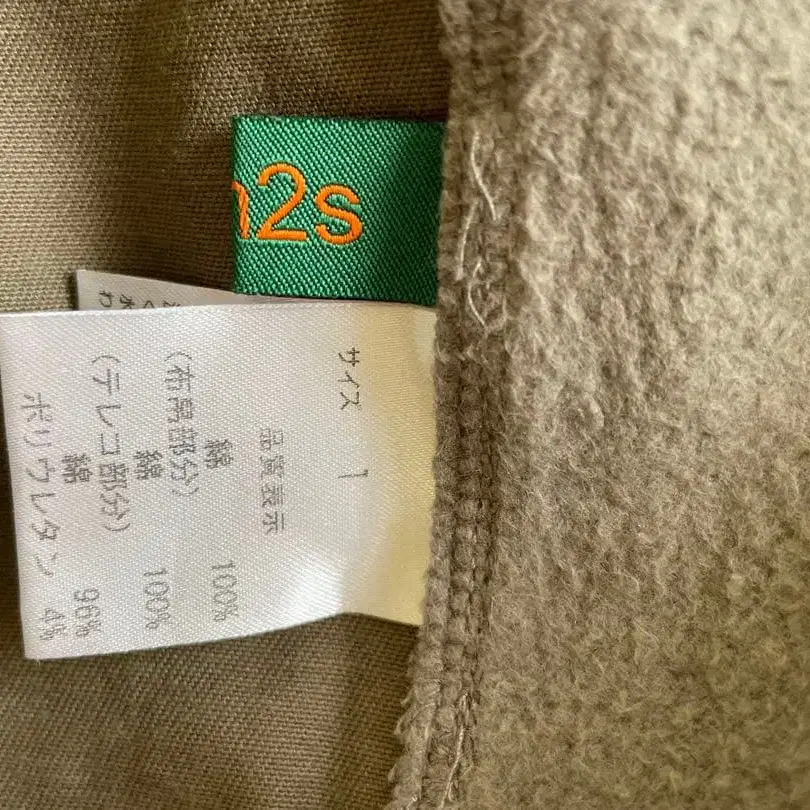 n2s
サイズ 1
品質表示
綿 100%
(布帛部分)
綿 100%
(テレコ部分)
綿 96%
ポリウレタン 4%